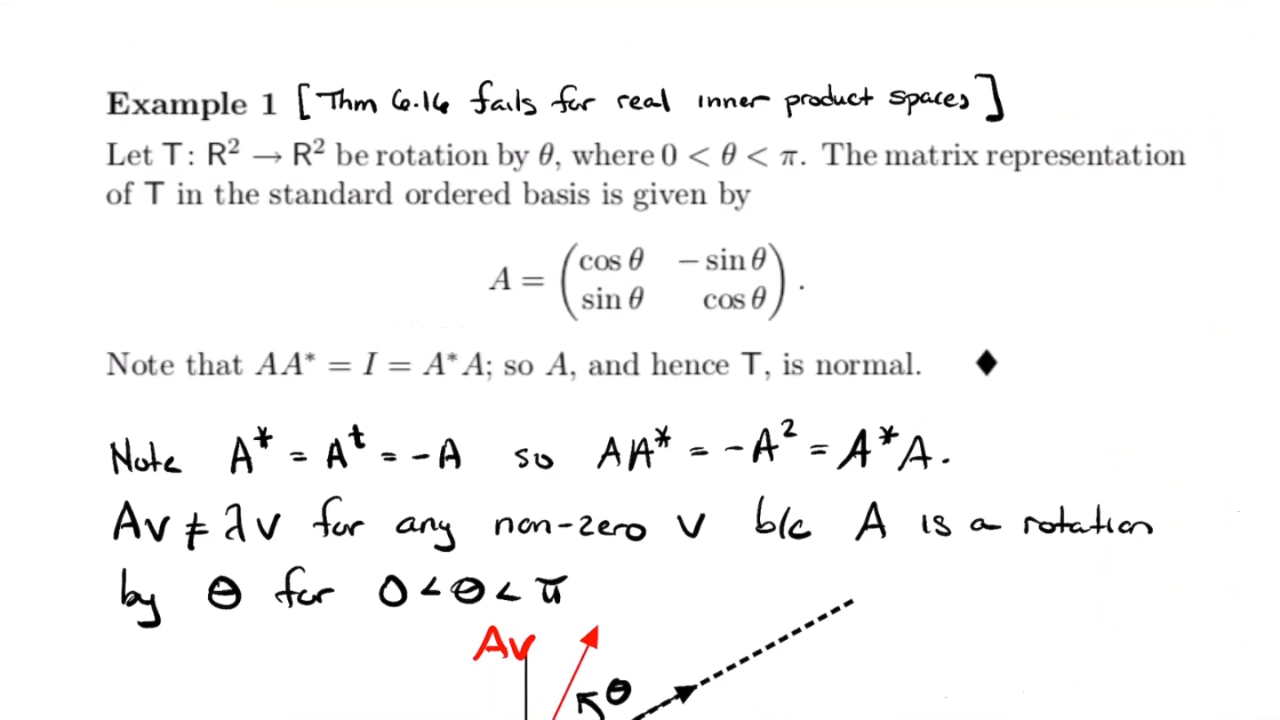 Example 1 [Thm 6.16 fails for real inner product spaces]
Let T: R² → R² be rotation by θ, where 0 < θ < π. The matrix representation
of T in the standard ordered basis is given by
A = (cos θ − sin θ
sin θ cos θ).
Note that AA* = I = A*A; so A, and hence T, is normal. ♦
Note A* = Aᵗ = -A so AA* = -A² = A*A.
Av ≠ λv for any non-zero v b/c A is a rotation
by θ for 0 < θ < π
Av
θ